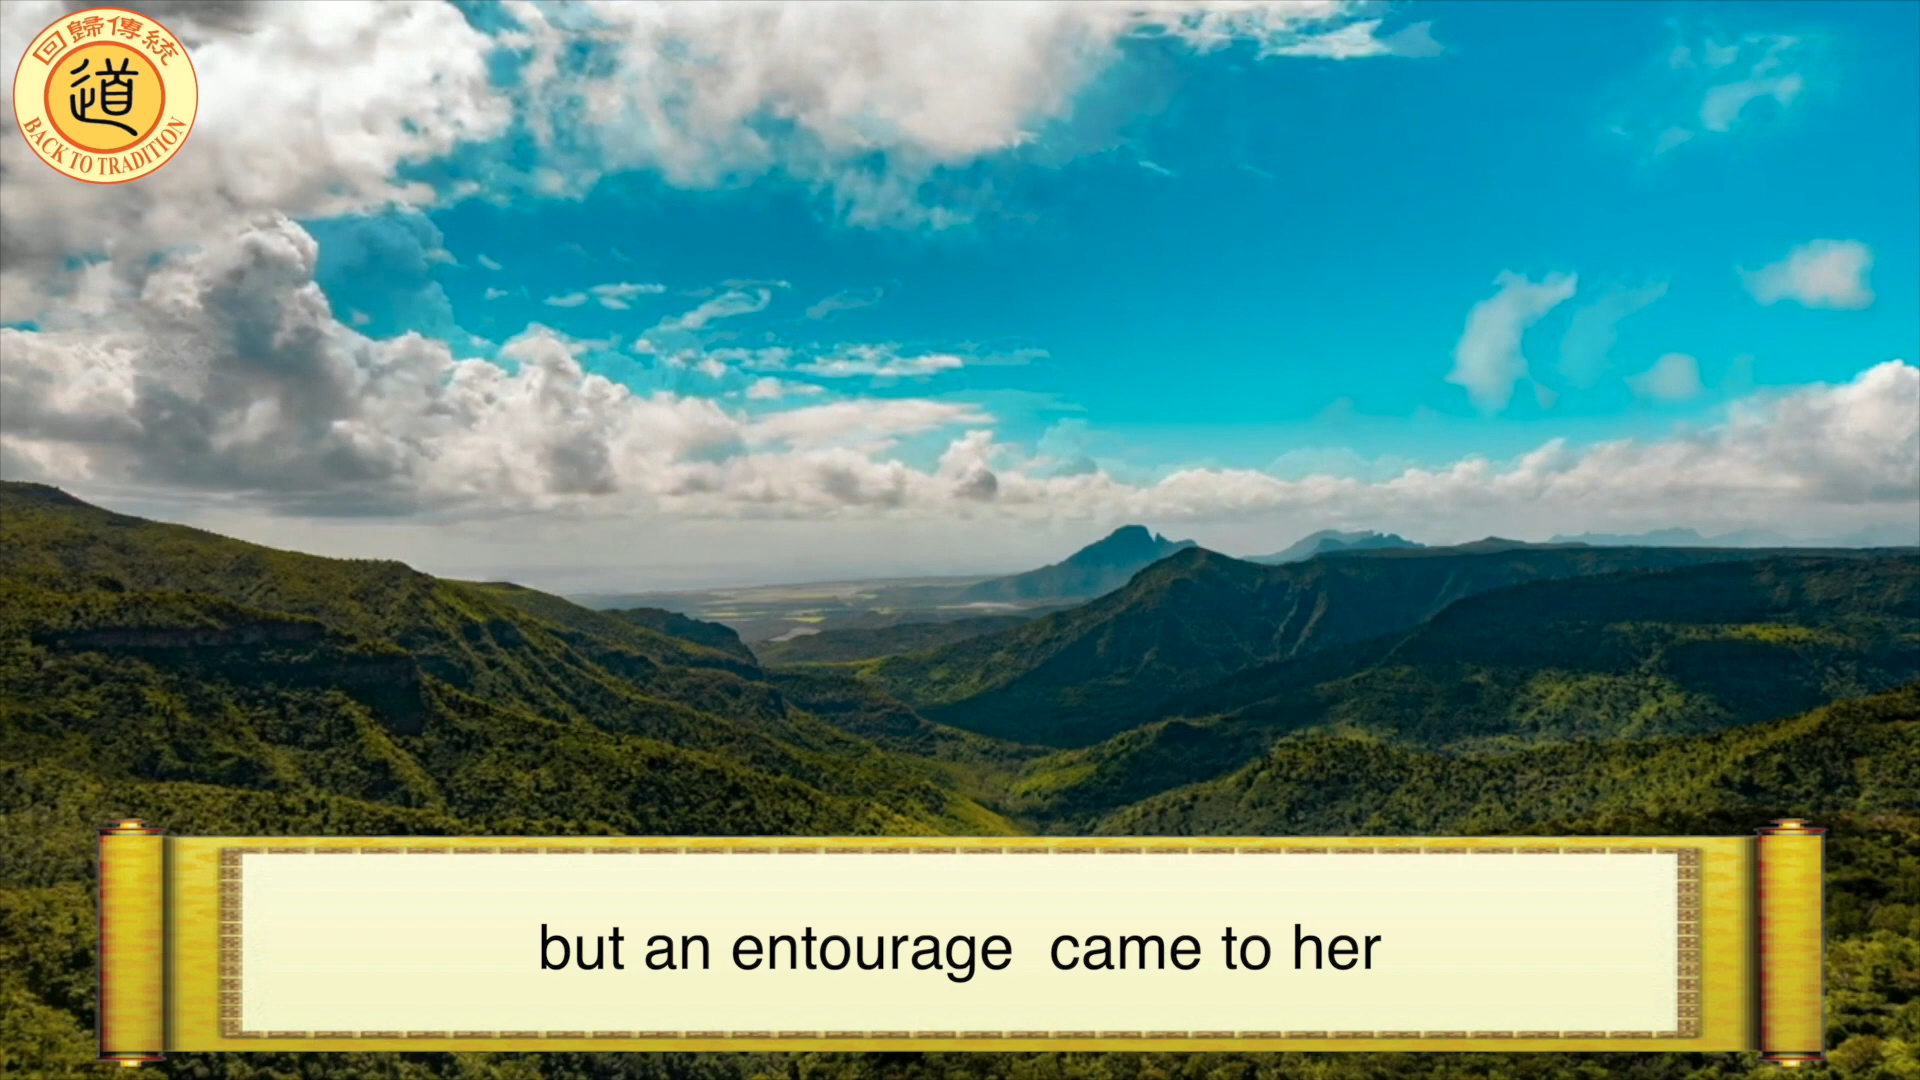 回歸傳統
道
BACK TO TRADITION
but an entourage  came to her